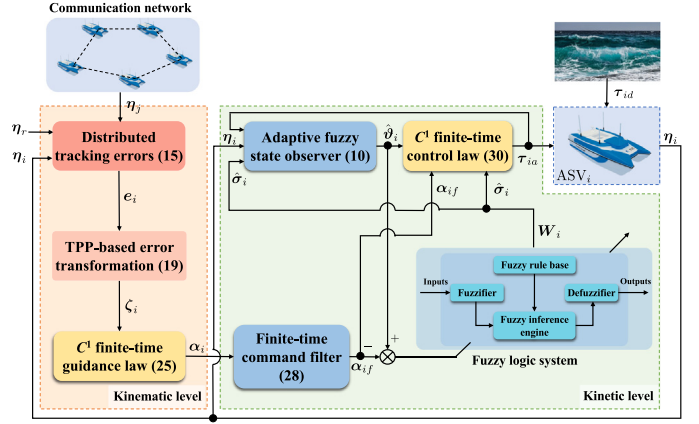 Communication network
η_j
τ_id
η_r
η_i
Distributed
tracking errors (15)
η_i
Adaptive fuzzy
state observer (10)
ϑ̂_i
C¹ finite-time
control law (30)
τ_ia
ASV_i
η_i
σ̂_i
α_if
σ̂_i
e_i
W_i
TPP-based error
transformation (19)
Fuzzy rule base
Inputs
Fuzzifier
Defuzzifier
Outputs
Fuzzy inference
engine
ζ_i
C¹ finite-time
guidance law (25)
α_i
Finite-time
command filter
(28)
−
α_if
+
Fuzzy logic system
Kinematic level
Kinetic level